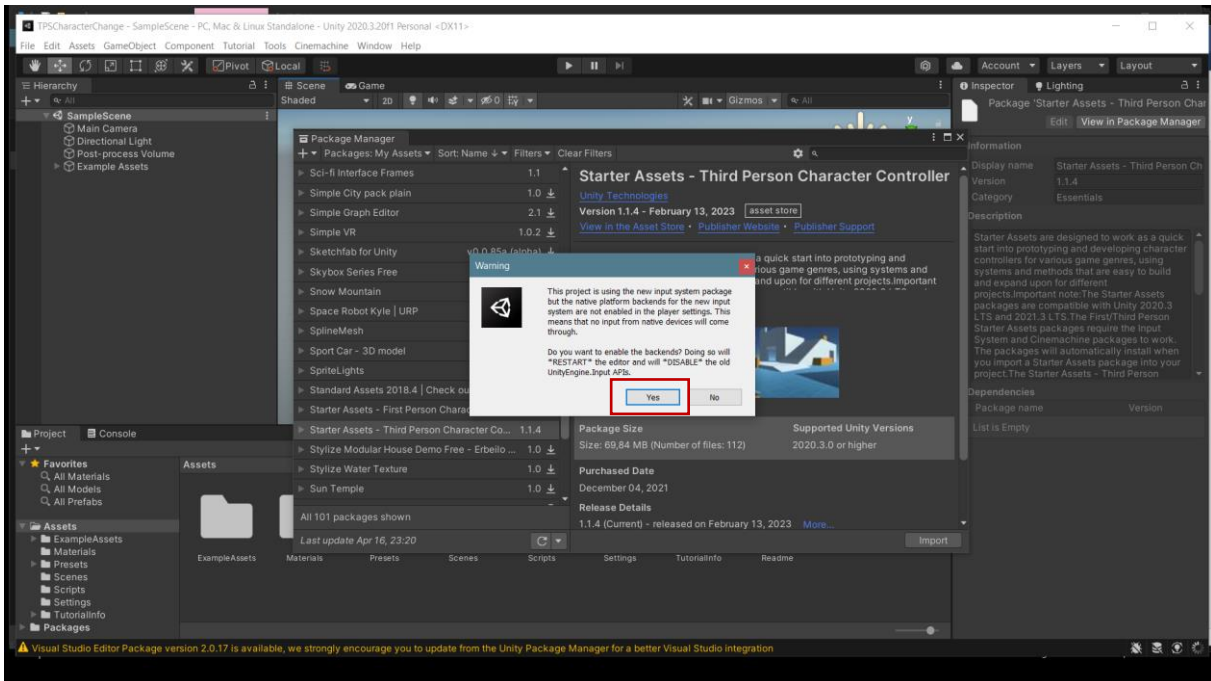 TPSCharacterChange - SampleScene - PC, Mac & Linux Standalone - Unity 2020.3.20f1 Personal <DX11>
File Edit Assets GameObject Component Tutorial Tools Cinemachine Window Help
Pivot Local Account Layers Layout
Hierarchy
All
SampleScene
Main Camera
Directional Light
Post-process Volume
Example Assets
Scene Game
Shaded 2D Gizmos All
y
Package Manager
Packages: My Assets Sort: Name ↓ Filters Clear Filters
Sci-fi Interface Frames 1.1
Simple City pack plain 1.0
Simple Graph Editor 2.1
Simple VR 1.0.2
Sketchfab for Unity v0.0.85a (alpha)
Skybox Series Free
Snow Mountain
Space Robot Kyle | URP
SplineMesh
Sport Car - 3D model
SpriteLights
Standard Assets 2018.4 | Check ou
Starter Assets - First Person Charac
Starter Assets - Third Person Character Co... 1.1.4
Stylize Modular House Demo Free - Erbeilo ... 1.0
Stylize Water Texture 1.0
Sun Temple 1.0
All 101 packages shown
Last update Apr 16, 23:20
Starter Assets - Third Person Character Controller
Unity Technologies
Version 1.1.4 - February 13, 2023 asset store
View in the Asset Store • Publisher Website • Publisher Support
a quick start into prototyping and
rious game genres, using systems and
and upon for different projects.Important
Package Size Supported Unity Versions
Size: 69,84 MB (Number of files: 112) 2020.3.0 or higher
Purchased Date
December 04, 2021
Release Details
1.1.4 (Current) - released on February 13, 2023 More...
Import
Warning
This project is using the new input system package
but the native platform backends for the new input
system are not enabled in the player settings. This
means that no input from native devices will come
through.
Do you want to enable the backends? Doing so will
*RESTART* the editor and will *DISABLE* the old
UnityEngine.Input APIs.
Yes No
Inspector Lighting
Package 'Starter Assets - Third Person Char
Edit View in Package Manager
Information
Display name Starter Assets - Third Person Ch
Version 1.1.4
Category Essentials
Description
Starter Assets are designed to work as a quick
start into prototyping and developing character
controllers for various game genres, using
systems and methods that are easy to build
and expand upon for different
projects.Important note:The Starter Assets
packages are compatible with Unity 2020.3
LTS and 2021.3 LTS.The First/Third Person
Starter Assets packages require the Input
System and Cinemachine packages to work.
The packages will automatically install when
you import a Starter Assets package into your
project.The Starter Assets - Third Person
Dependencies
Package name Version
List is Empty
Project Console
Favorites
All Materials
All Models
All Prefabs
Assets
ExampleAssets
Materials
Presets
Scenes
Scripts
Settings
TutorialInfo
Packages
Assets
ExampleAssets Materials Presets Scenes Scripts Settings TutorialInfo Readme
Visual Studio Editor Package version 2.0.17 is available, we strongly encourage you to update from the Unity Package Manager for a better Visual Studio integration